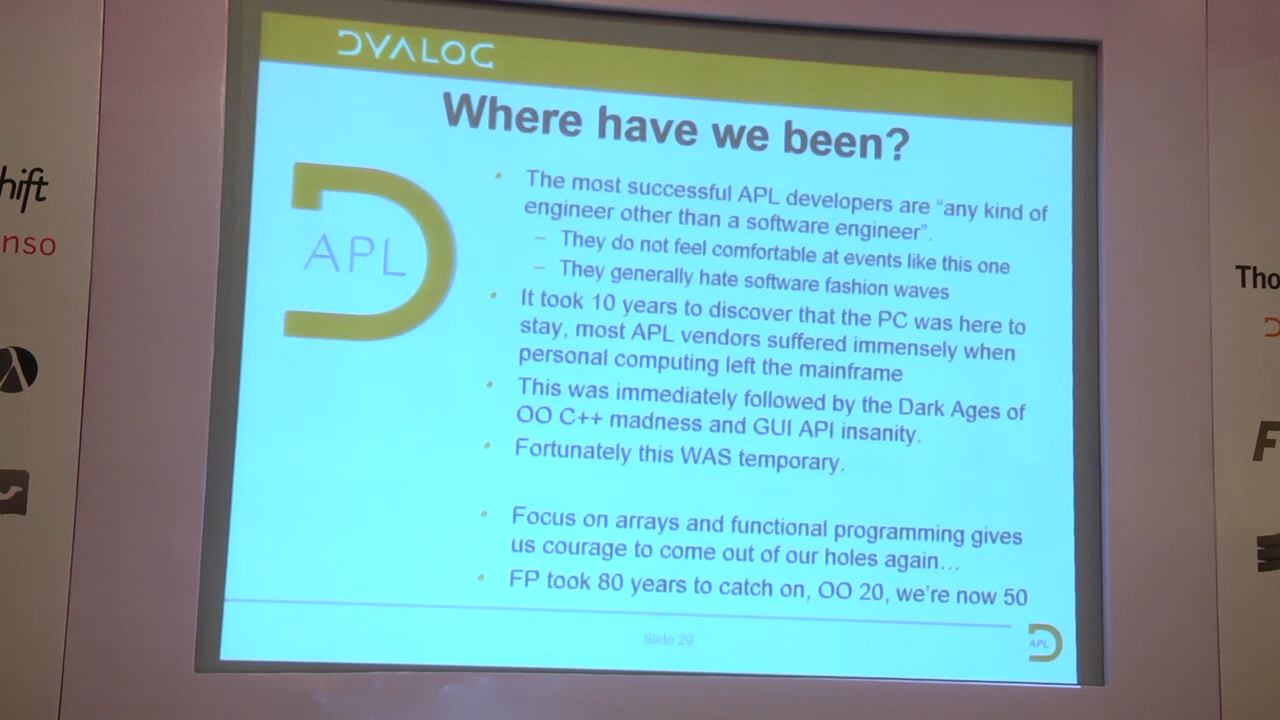 DYALOG
Where have we been?
• The most successful APL developers are “any kind of
engineer other than a software engineer”.
– They do not feel comfortable at events like this one
– They generally hate software fashion waves
• It took 10 years to discover that the PC was here to
stay, most APL vendors suffered immensely when
personal computing left the mainframe
• This was immediately followed by the Dark Ages of
OO C++ madness and GUI API insanity.
• Fortunately this WAS temporary.
• Focus on arrays and functional programming gives
us courage to come out of our holes again…
• FP took 80 years to catch on, OO 20, we’re now 50
APL
Slide 29
APL
hift
nso
Tho
F